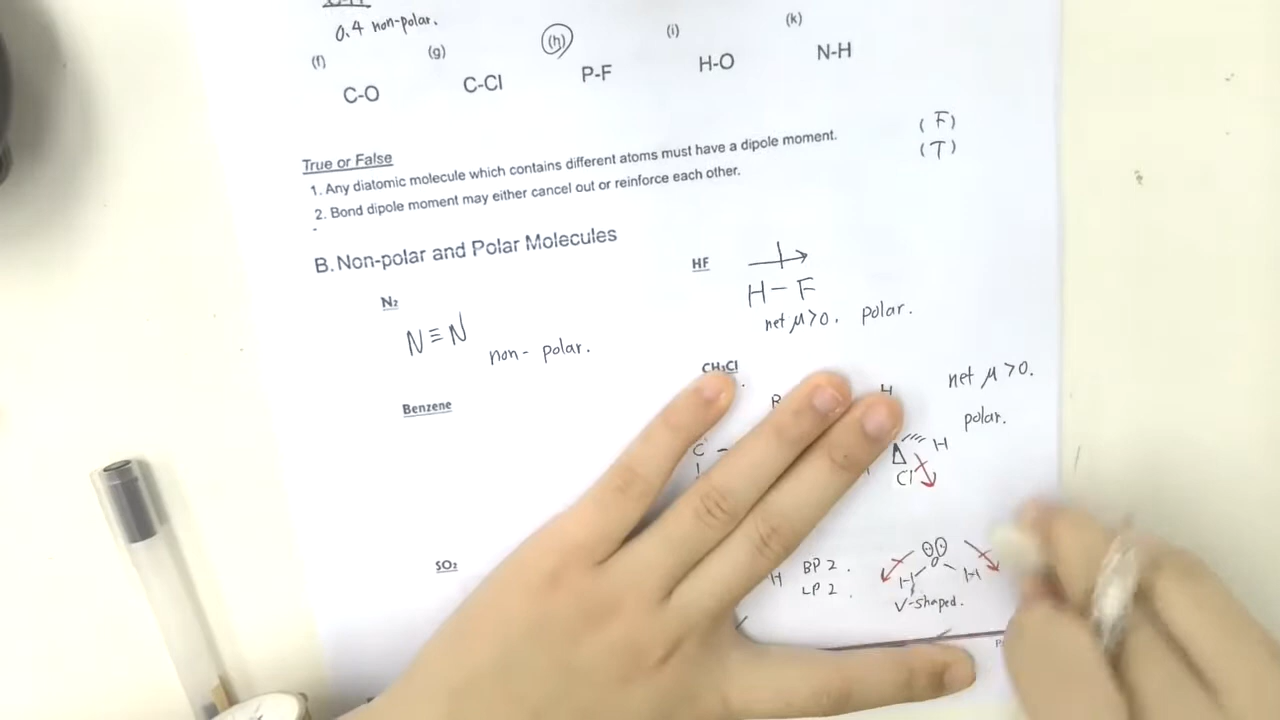 0.4 non-polar.
(f) (g) (h) (i) (k)
C-O C-Cl P-F H-O N-H
True or False
1. Any diatomic molecule which contains different atoms must have a dipole moment. (F)
2. Bond dipole moment may either cancel out or reinforce each other. (T)
B. Non-polar and Polar Molecules
N₂
N≡N
non-polar.
HF
H-F
net μ>0. polar.
CH₃Cl
H
net μ>0.
polar.
C
H
Cl
Benzene
SO₂
H BP 2.
LP 2.
O
H H
V-shaped.